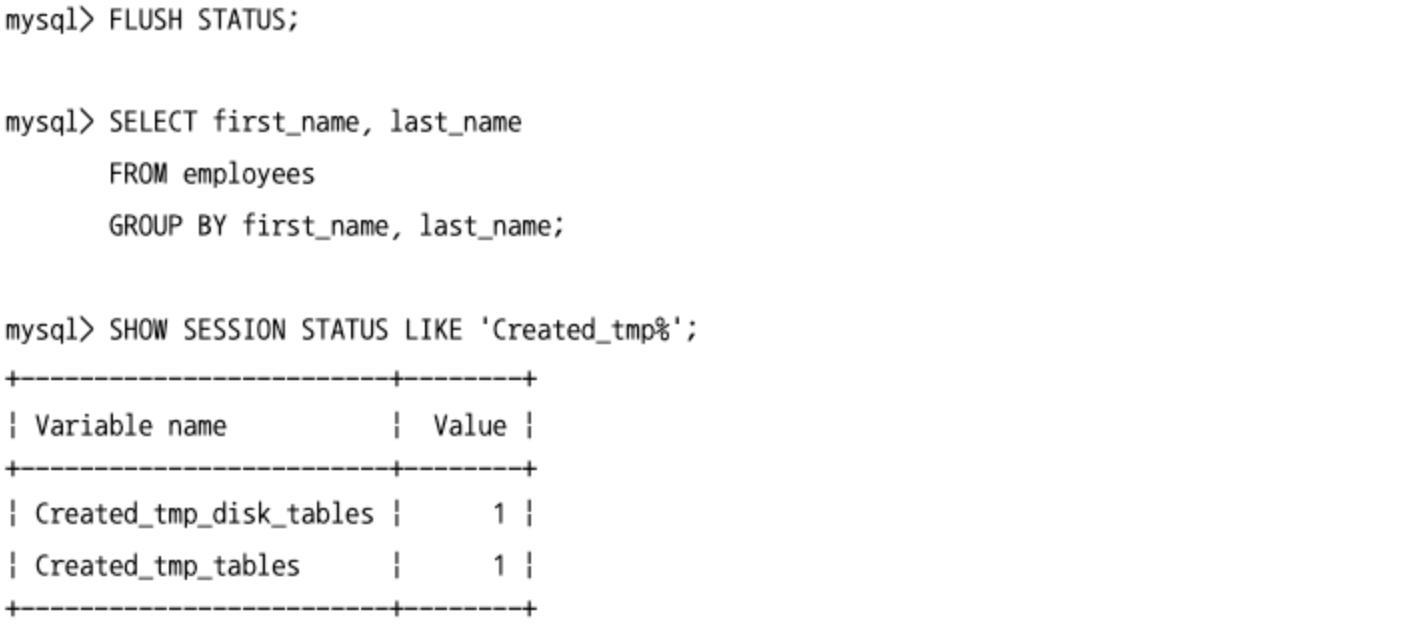 mysql> FLUSH STATUS;
mysql> SELECT first_name, last_name
FROM employees
GROUP BY first_name, last_name;
mysql> SHOW SESSION STATUS LIKE 'Created_tmp%';
+-------------------------+--------+
¦ Variable name ¦ Value ¦
+-------------------------+--------+
¦ Created_tmp_disk_tables ¦ 1 ¦
¦ Created_tmp_tables ¦ 1 ¦
+-------------------------+--------+